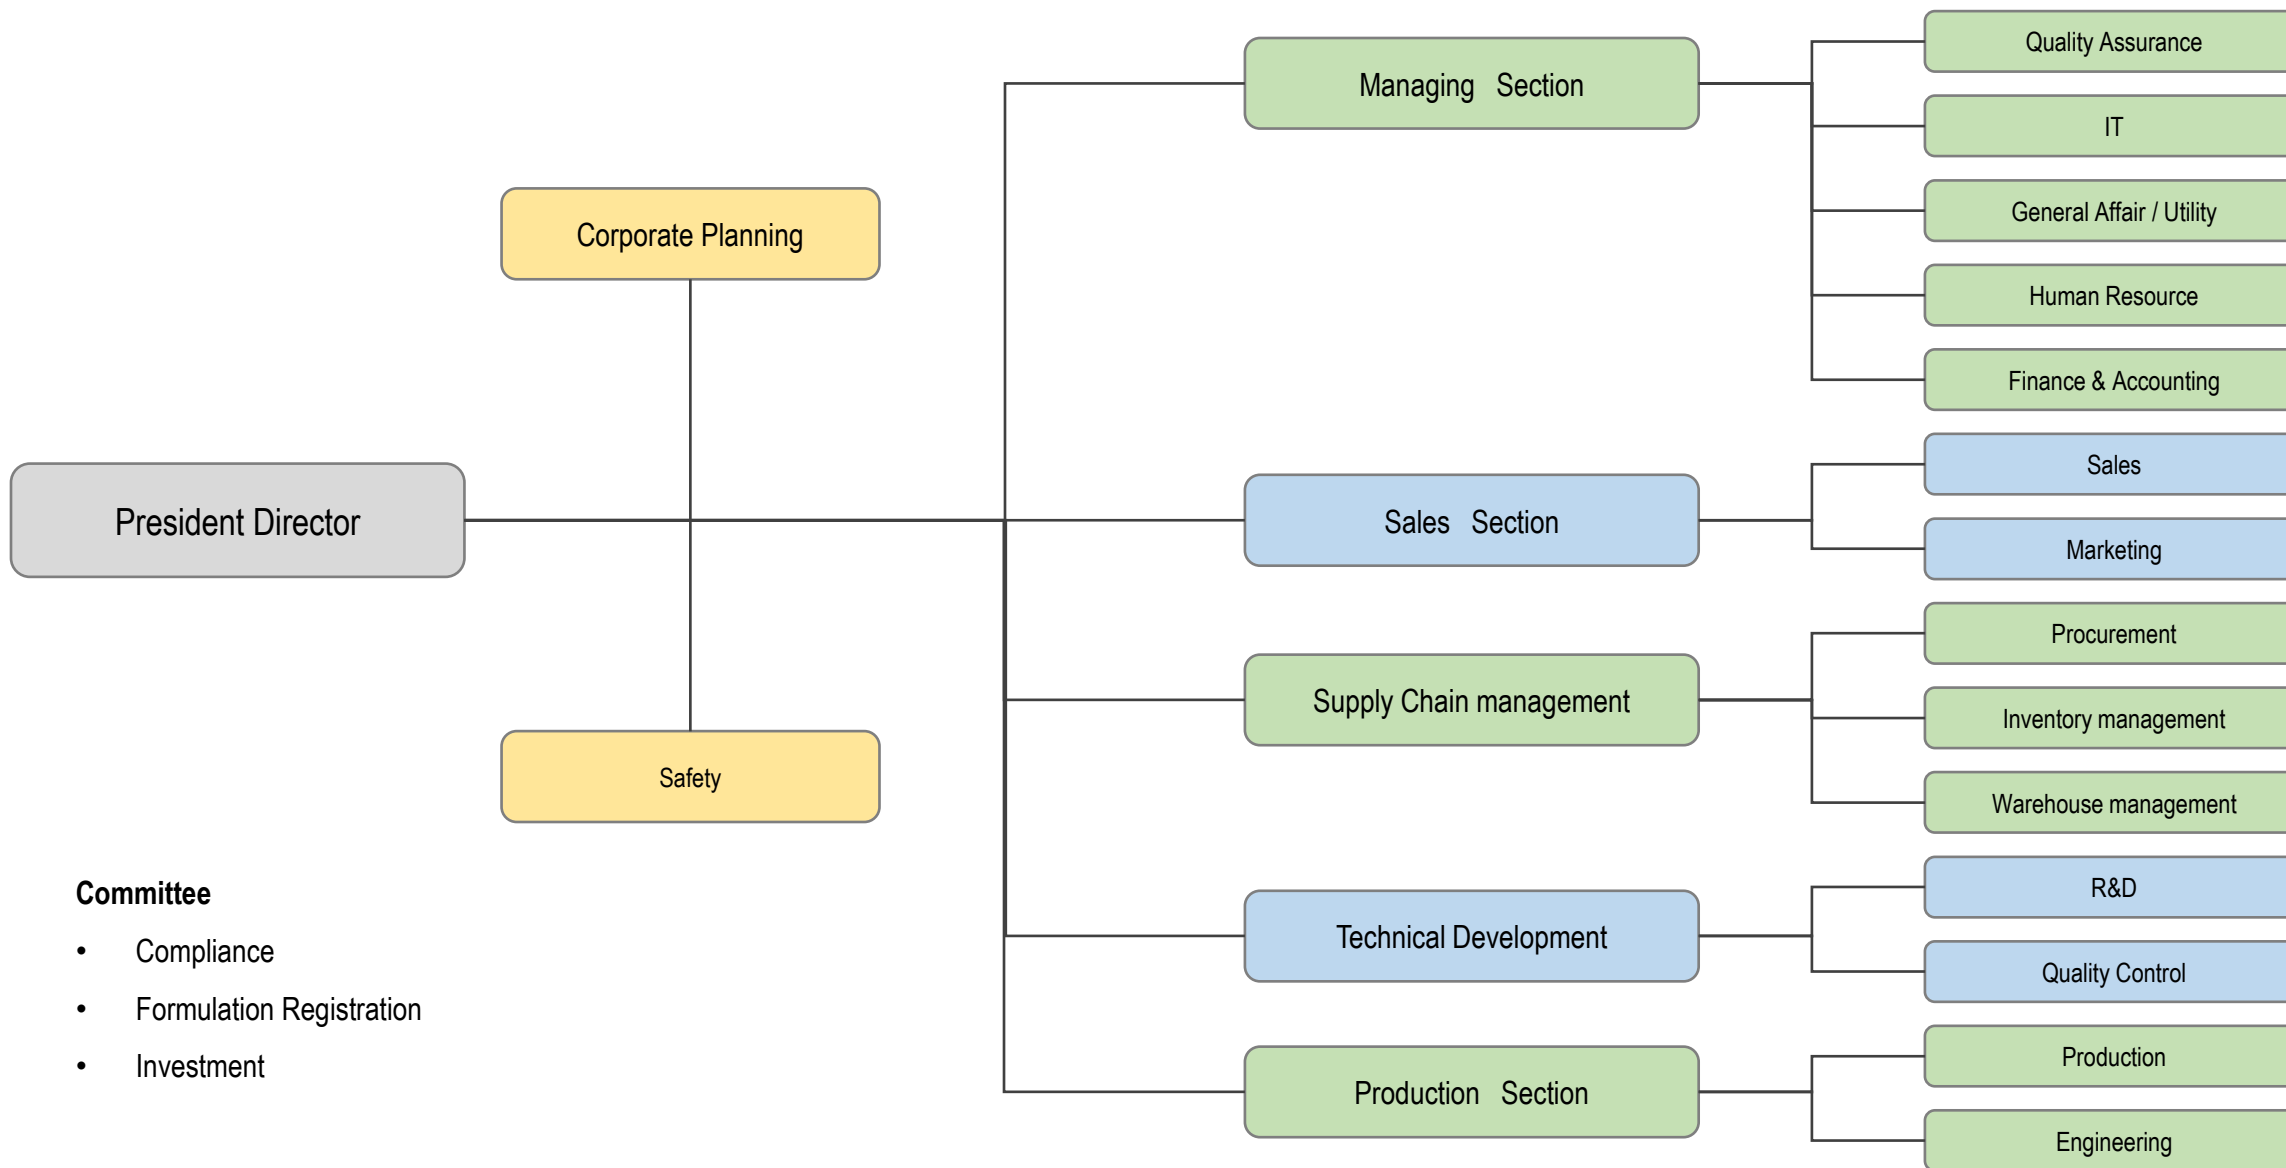 President Director
Corporate Planning
Safety
Managing Section
Quality Assurance
IT
General Affair / Utility
Human Resource
Finance & Accounting
Sales Section
Sales
Marketing
Supply Chain management
Procurement
Inventory management
Warehouse management
Technical Development
R&D
Quality Control
Production Section
Production
Engineering
Committee
• Compliance
• Formulation Registration
• Investment